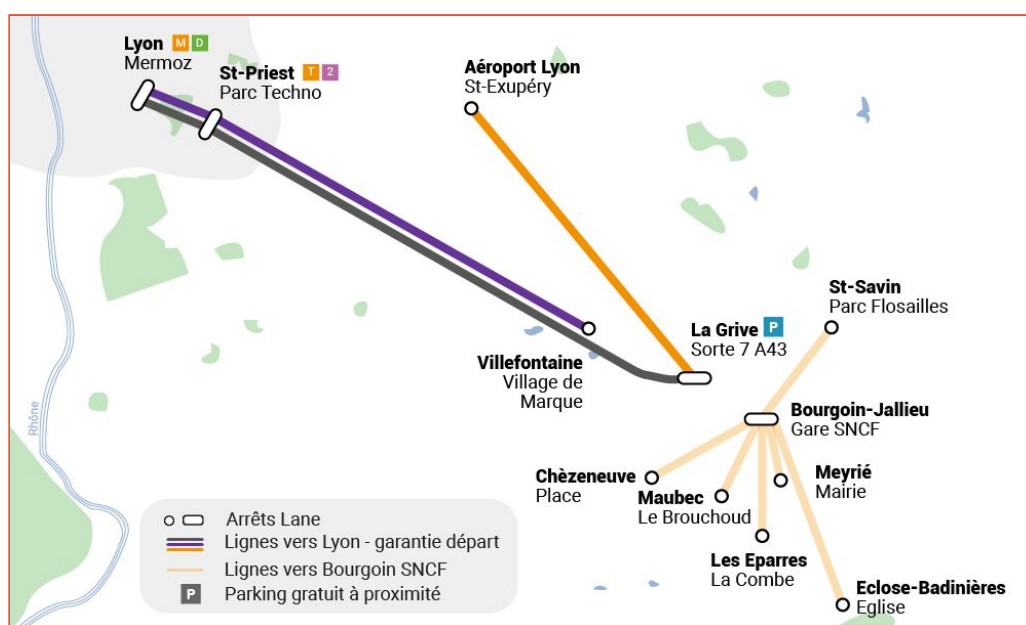 Lyon M D
Mermoz
St-Priest T 2
Parc Techno
Aéroport Lyon
St-Exupéry
St-Savin
Parc Flosailles
La Grive P
Sorte 7 A43
Villefontaine
Village de
Marque
Bourgoin-Jallieu
Gare SNCF
Rhône
Chèzeneuve
Place
Maubec
Le Brouchoud
Meyrié
Mairie
Les Eparres
La Combe
Eclose-Badinières
Eglise
Arrêts Lane
Lignes vers Lyon - garantie départ
Lignes vers Bourgoin SNCF
P Parking gratuit à proximité